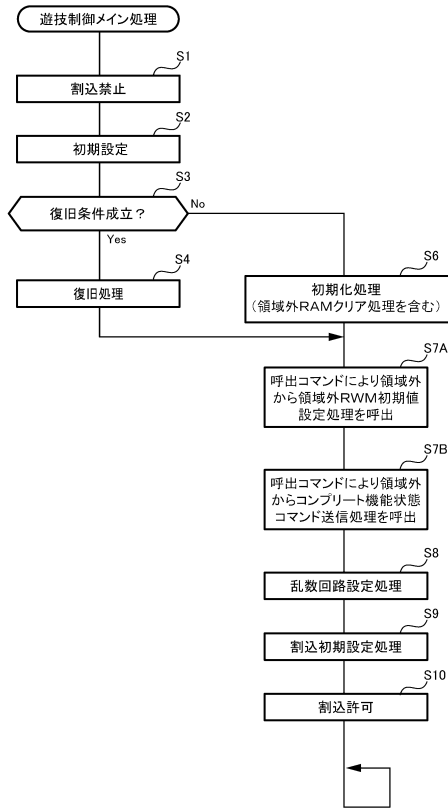 遊技制御メイン処理
S1
割込禁止
S2
初期設定
S3
復旧条件成立?
No
Yes
S4
復旧処理
S6
初期化処理
(領域外RAMクリア処理を含む)
S7A
呼出コマンドにより領域外
から領域外RWM初期値
設定処理を呼出
S7B
呼出コマンドにより領域外
からコンプリート機能状態
コマンド送信処理を呼出
S8
乱数回路設定処理
S9
割込初期設定処理
S10
割込許可